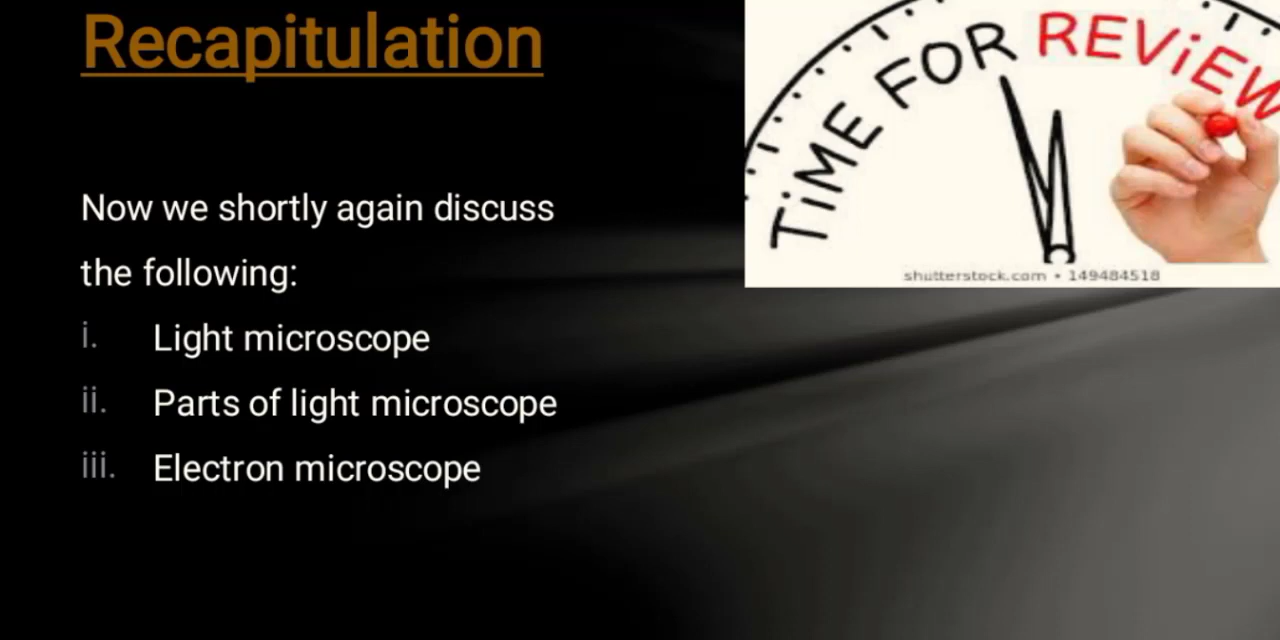 Recapitulation
TiME FOR REViEW
Now we shortly again discuss
the following:
shutterstock.com • 149484518
i. Light microscope
ii. Parts of light microscope
iii. Electron microscope